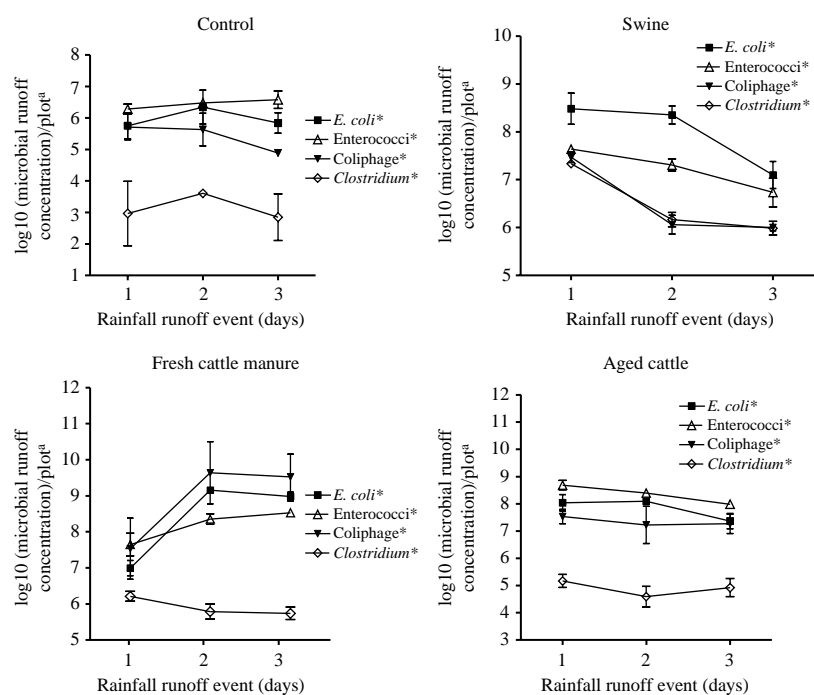 Control
log10 (microbial runoff
concentration)/plotᵃ
8
7
6
5
4
3
2
1
1 2 3
Rainfall runoff event (days)
E. coli*
Enterococci*
Coliphage*
Clostridium*
Swine
log10 (microbial runoff
concentration)/plotᵃ
10
9
8
7
6
5
1 2 3
Rainfall runoff event (days)
E. coli*
Enterococci*
Coliphage*
Clostridium*
Fresh cattle manure
log10 (microbial runoff
concentration)/plotᵃ
12
11
10
9
8
7
6
5
1 2 3
Rainfall runoff event (days)
E. coli*
Enterococci*
Coliphage*
Clostridium*
Aged cattle
log10 (microbial runoff
concentration)/plotᵃ
12
11
10
9
8
7
6
5
4
3
1 2 3
Rainfall runoff event (days)
E. coli*
Enterococci*
Coliphage*
Clostridium*